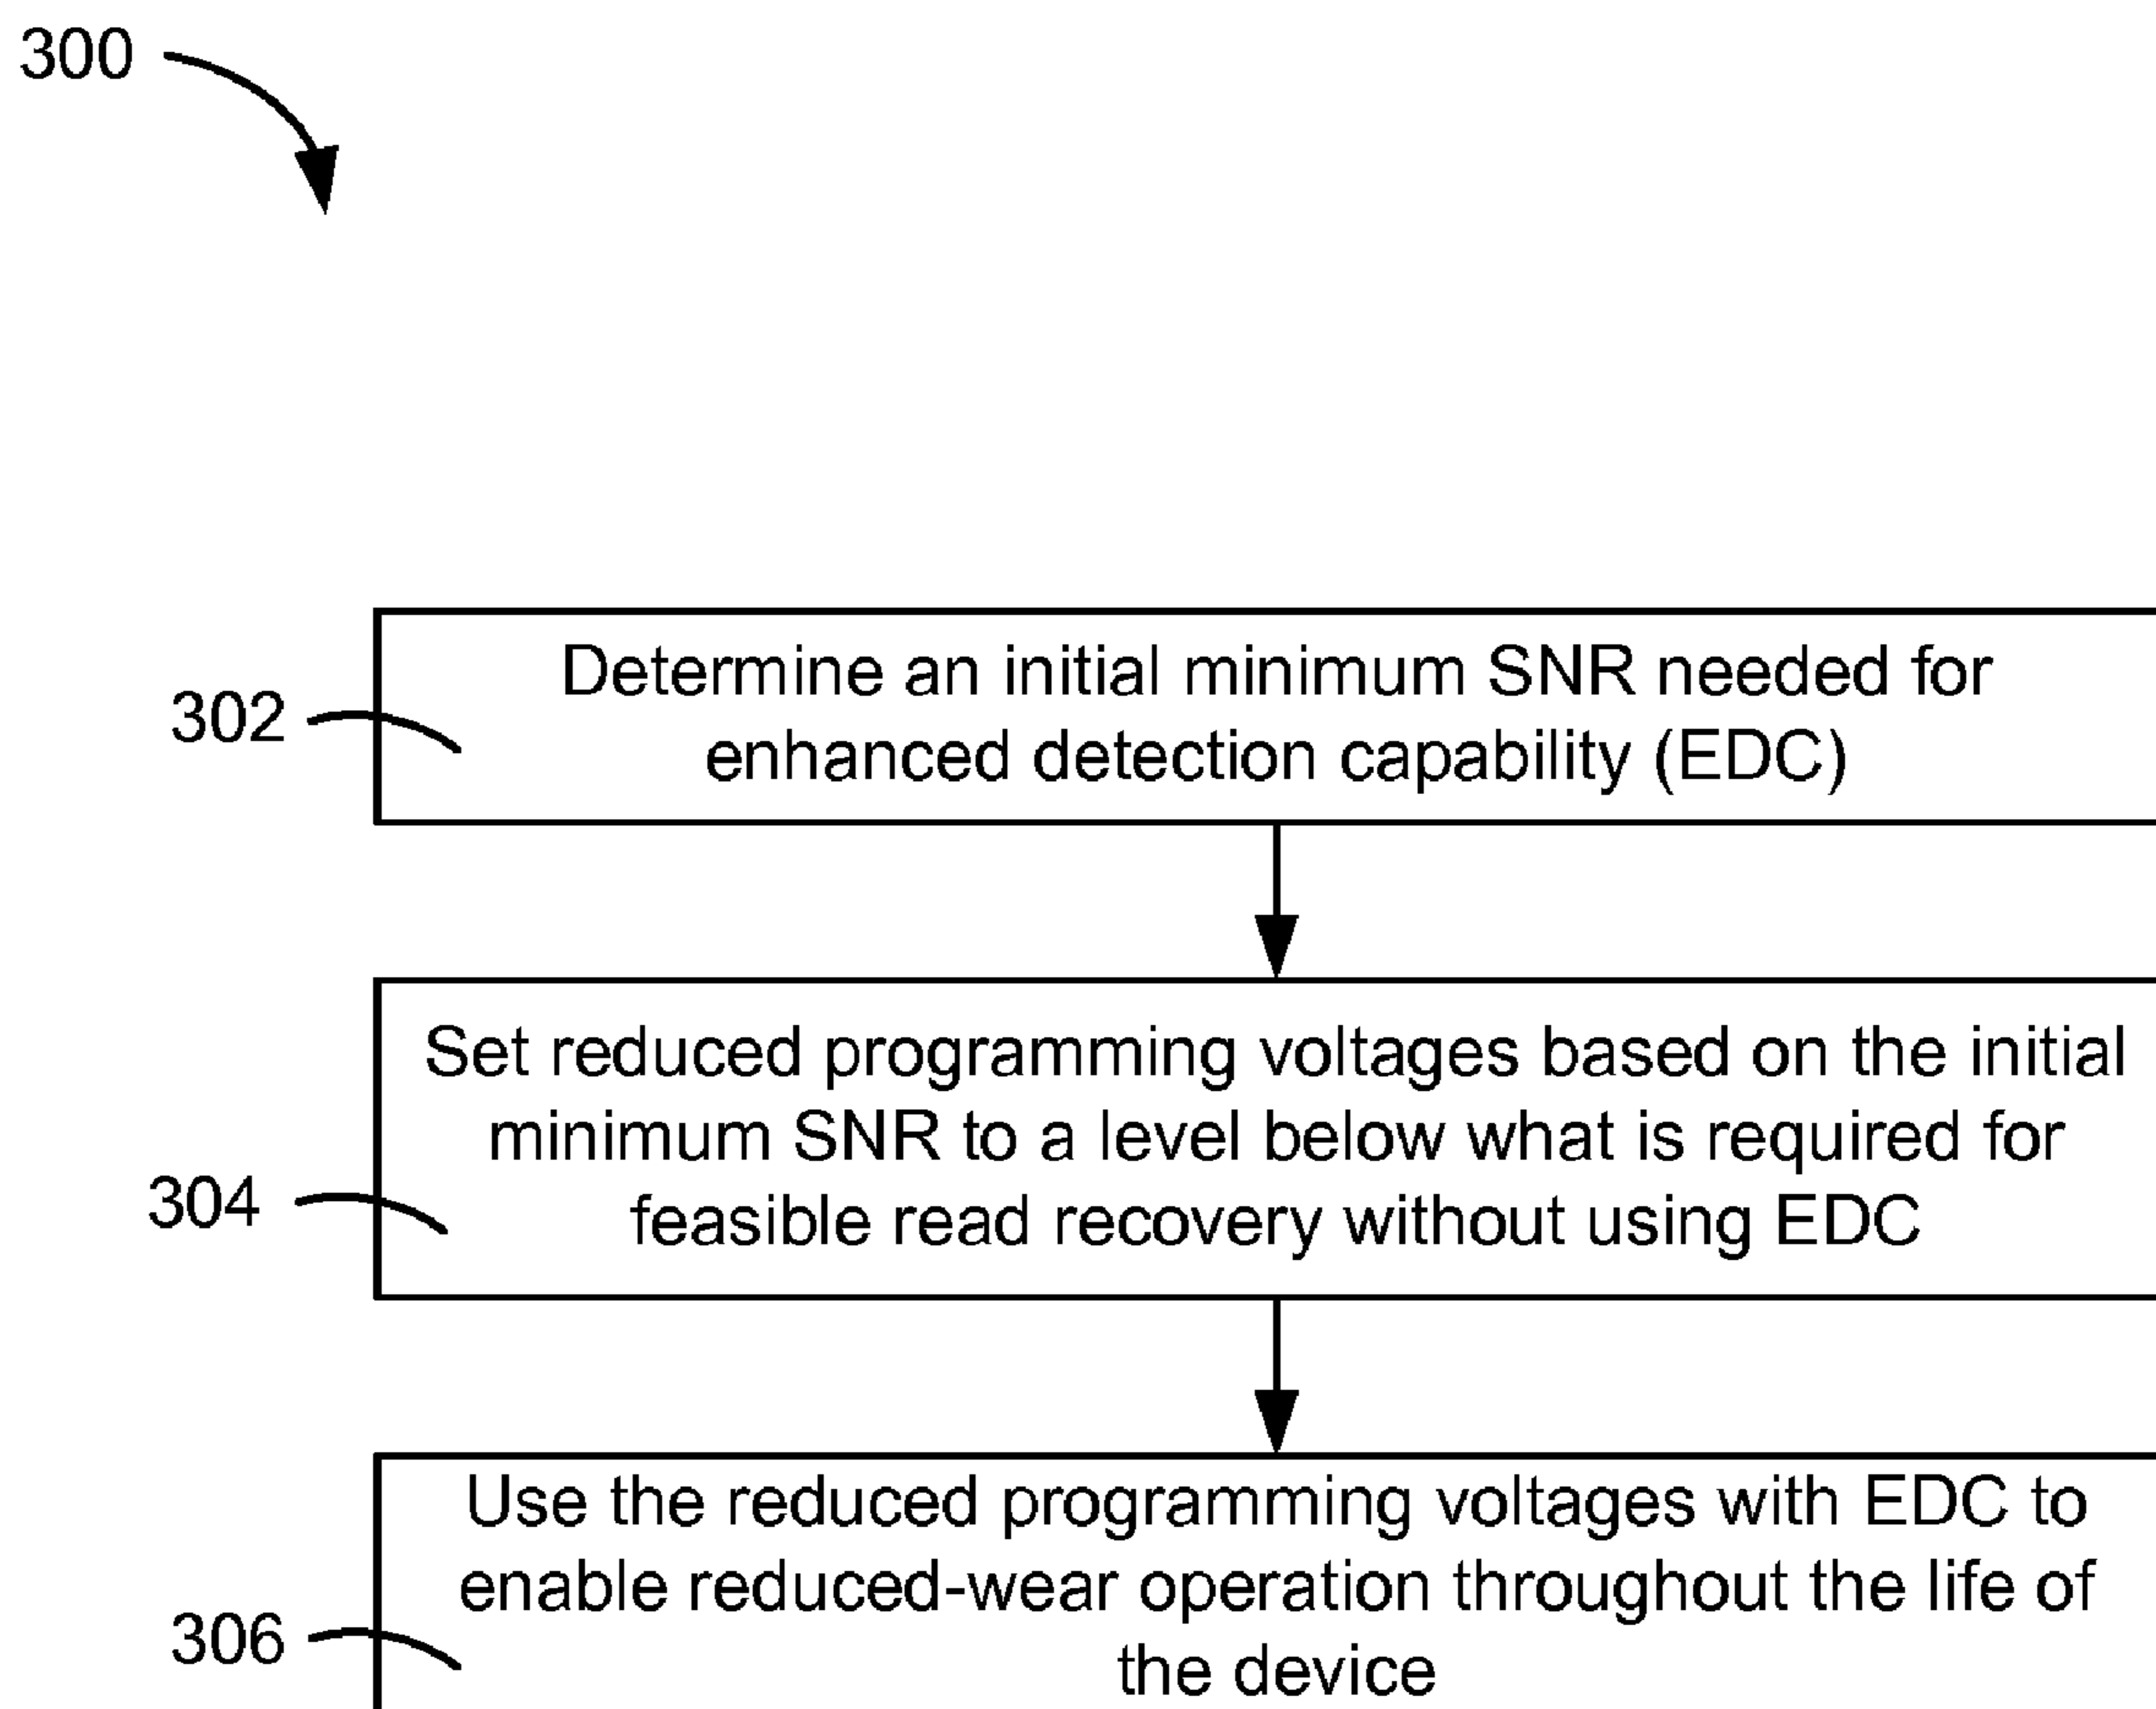 300
302
Determine an initial minimum SNR needed for
enhanced detection capability (EDC)
304
Set reduced programming voltages based on the initial
minimum SNR to a level below what is required for
feasible read recovery without using EDC
306
Use the reduced programming voltages with EDC to
enable reduced-wear operation throughout the life of
the device